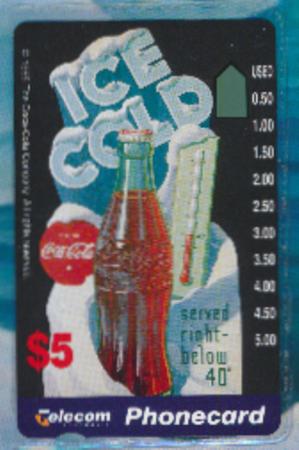 ICE
COLD
USED
0.50
1.00
1.50
2.00
2.50
3.00
3.50
4.00
4.50
5.00
Coca-Cola
$5
served
right-
below
40°
Telecom
Phonecard